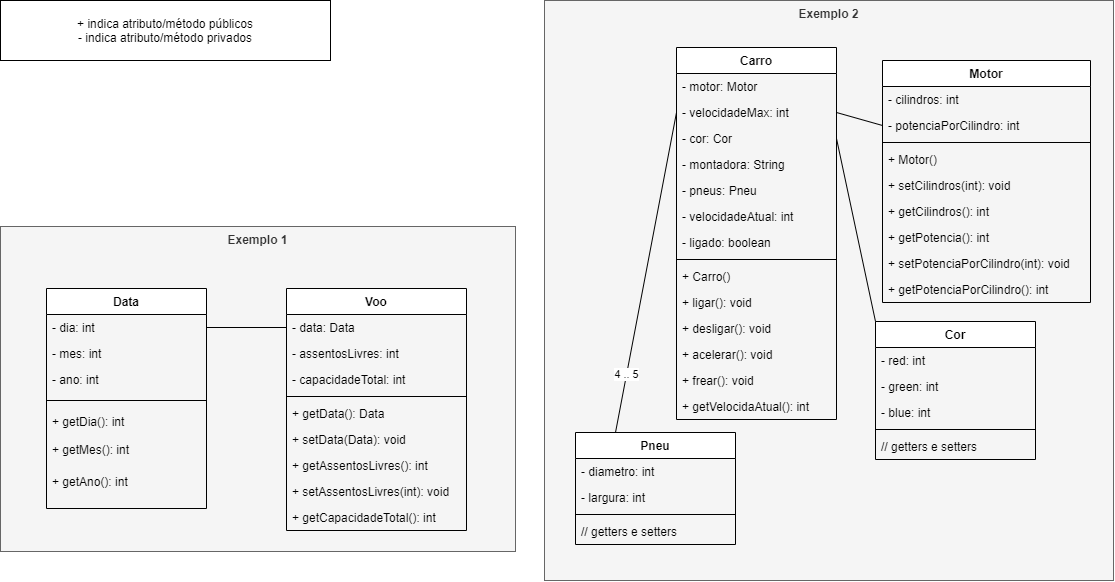 + indica atributo/método públicos
- indica atributo/método privados
Exemplo 1
Data
- dia: int
- mes: int
- ano: int
+ getDia(): int
+ getMes(): int
+ getAno(): int
Voo
- data: Data
- assentosLivres: int
- capacidadeTotal: int
+ getData(): Data
+ setData(Data): void
+ getAssentosLivres(): int
+ setAssentosLivres(int): void
+ getCapacidadeTotal(): int
Exemplo 2
Carro
- motor: Motor
- velocidadeMax: int
- cor: Cor
- montadora: String
- pneus: Pneu
- velocidadeAtual: int
- ligado: boolean
+ Carro()
+ ligar(): void
+ desligar(): void
+ acelerar(): void
+ frear(): void
+ getVelocidaAtual(): int
Motor
- cilindros: int
- potenciaPorCilindro: int
+ Motor()
+ setCilindros(int): void
+ getCilindros(): int
+ getPotencia(): int
+ setPotenciaPorCilindro(int): void
+ getPotenciaPorCilindro(): int
Cor
- red: int
- green: int
- blue: int
// getters e setters
4 .. 5
Pneu
- diametro: int
- largura: int
// getters e setters